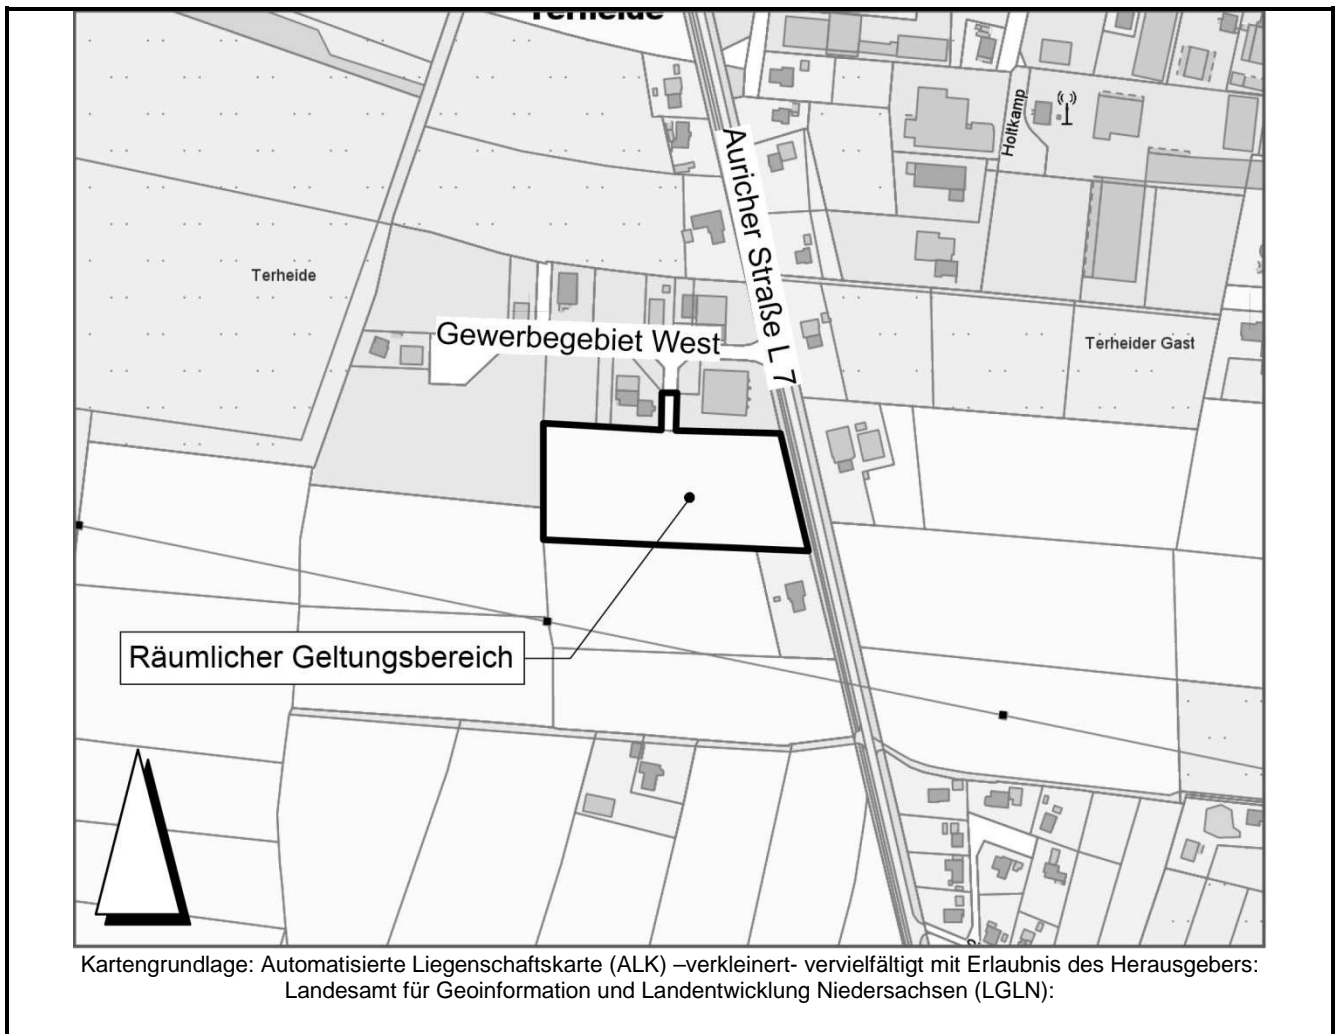 Terheide
Holtkamp
Auricher Straße L 7
Terheide
Gewerbegebiet West
Terheider Gast
Räumlicher Geltungsbereich
Kartengrundlage: Automatisierte Liegenschaftskarte (ALK) –verkleinert- vervielfältigt mit Erlaubnis des Herausgebers:
Landesamt für Geoinformation und Landentwicklung Niedersachsen (LGLN):